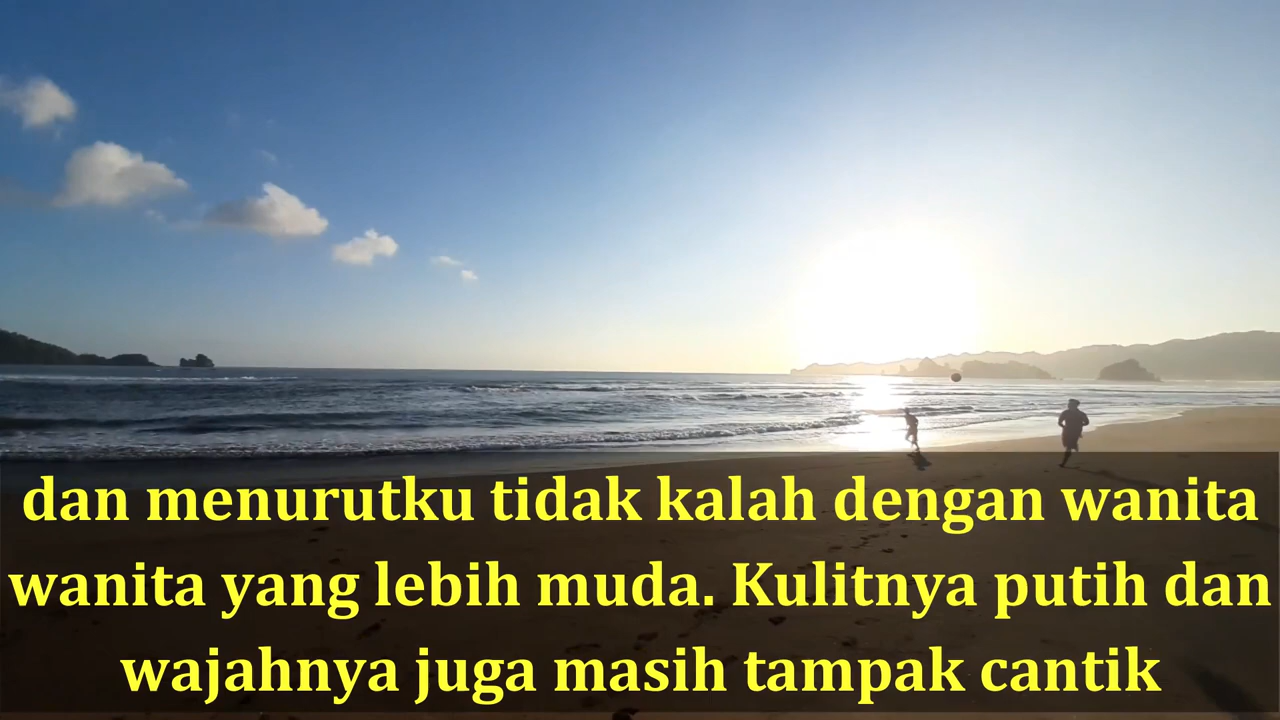 dan menurutku tidak kalah dengan wanita
wanita yang lebih muda. Kulitnya putih dan
wajahnya juga masih tampak cantik